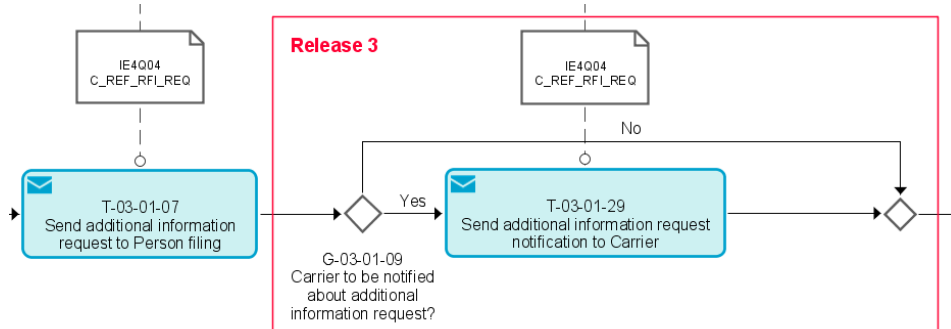 Release 3
IE4Q04
C_REF_RFI_REQ
IE4Q04
C_REF_RFI_REQ
No
T-03-01-07
Send additional information
request to Person filing
Yes
T-03-01-29
Send additional information request
notification to Carrier
G-03-01-09
Carrier to be notified
about additional
information request?